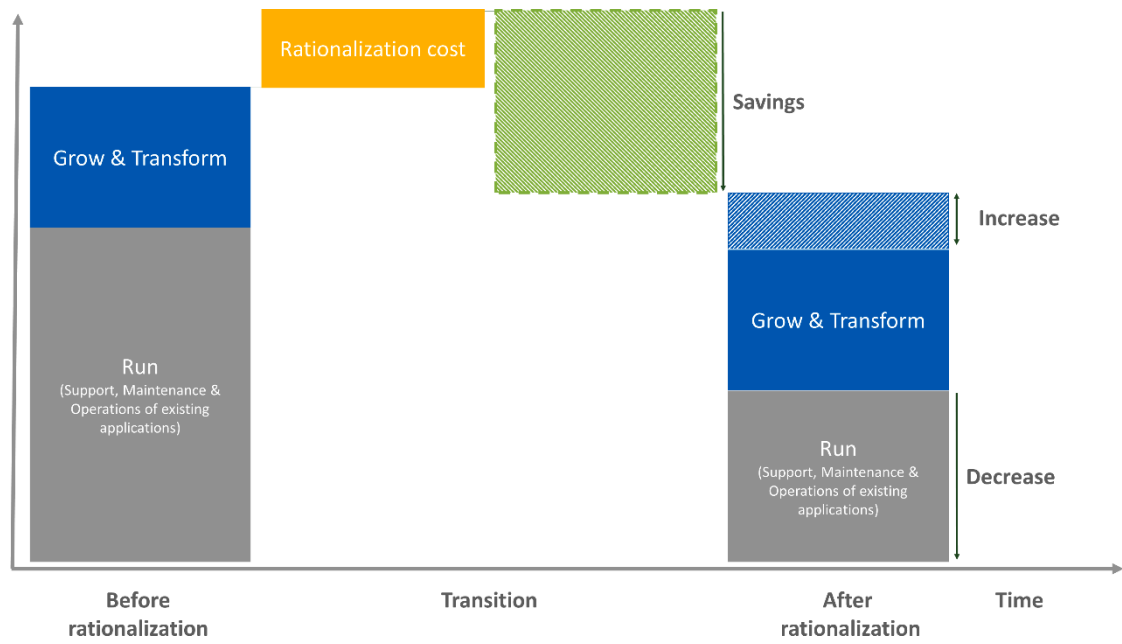 Rationalization cost
Savings
Grow & Transform
Increase
Grow & Transform
Run
(Support, Maintenance &
Operations of existing
applications)
Run
(Support, Maintenance &
Operations of existing
applications)
Decrease
Before
rationalization
Transition
After
rationalization
Time